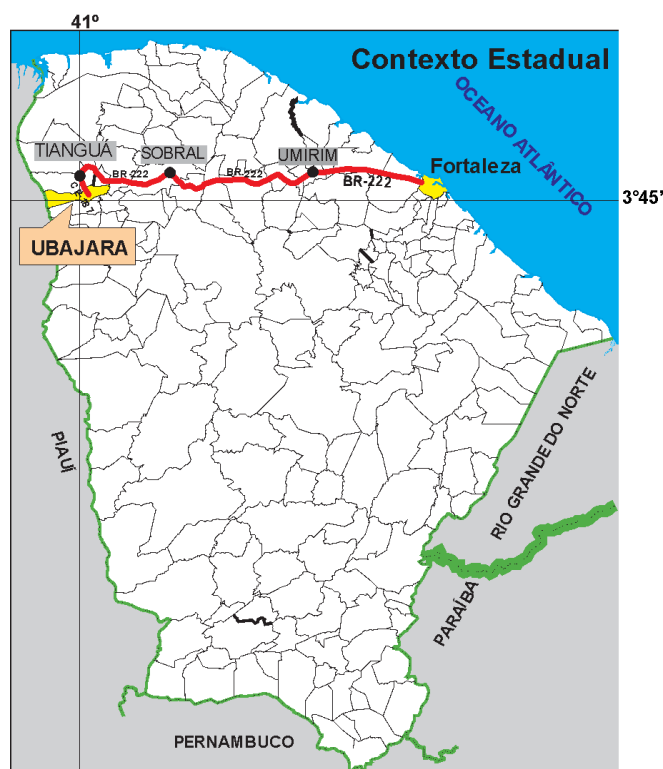 41º
Contexto Estadual
OCEANO ATLÂNTICO
TIANGUÁ
SOBRAL
UMIRIM
Fortaleza
BR-222
BR-222
BR-222
3°45'
UBAJARA
PIAUÍ
RIO GRANDE DO NORTE
PARAÍBA
PERNAMBUCO